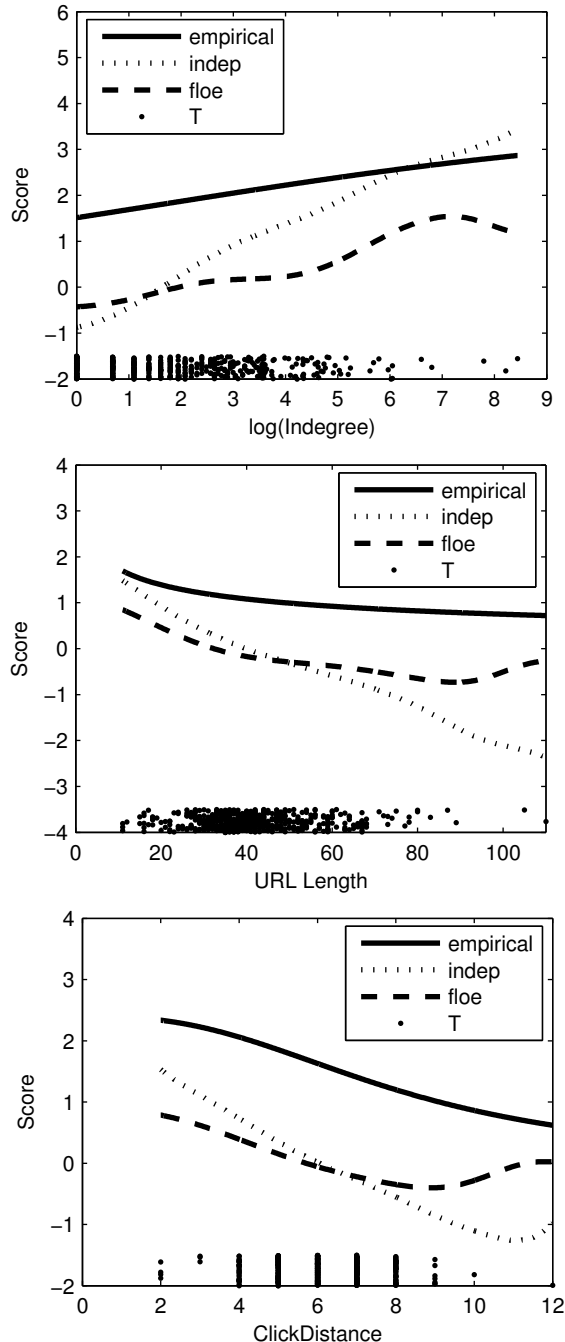 6
5
4
3
2
1
0
−1
−2
Score
empirical
indep
floe
T
0 1 2 3 4 5 6 7 8 9
log(Indegree)
4
3
2
1
0
−1
−2
−3
−4
Score
empirical
indep
floe
T
0 20 40 60 80 100
URL Length
4
3
2
1
0
−1
−2
Score
empirical
indep
floe
T
0 2 4 6 8 10 12
ClickDistance